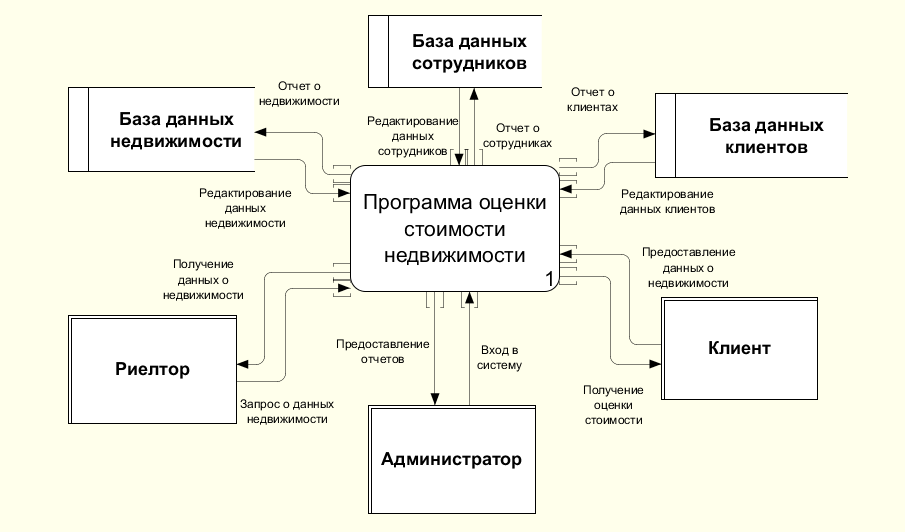 База данных
сотрудников
Отчет о
недвижимости
База данных
недвижимости
Отчет о
клиентах
База данных
клиентов
Редактирование
данных
сотрудников
Отчет о
сотрудниках
Редактирование
данных
недвижимости
Редактирование
данных клиентов
Программа оценки
стоимости
недвижимости
1
Получение
данных о
недвижимости
Предоставление
данных о
недвижимости
Риелтор
Клиент
Предоставление
отчетов
Вход в
систему
Запрос о данных
недвижимости
Получение
оценки
стоимости
Администратор